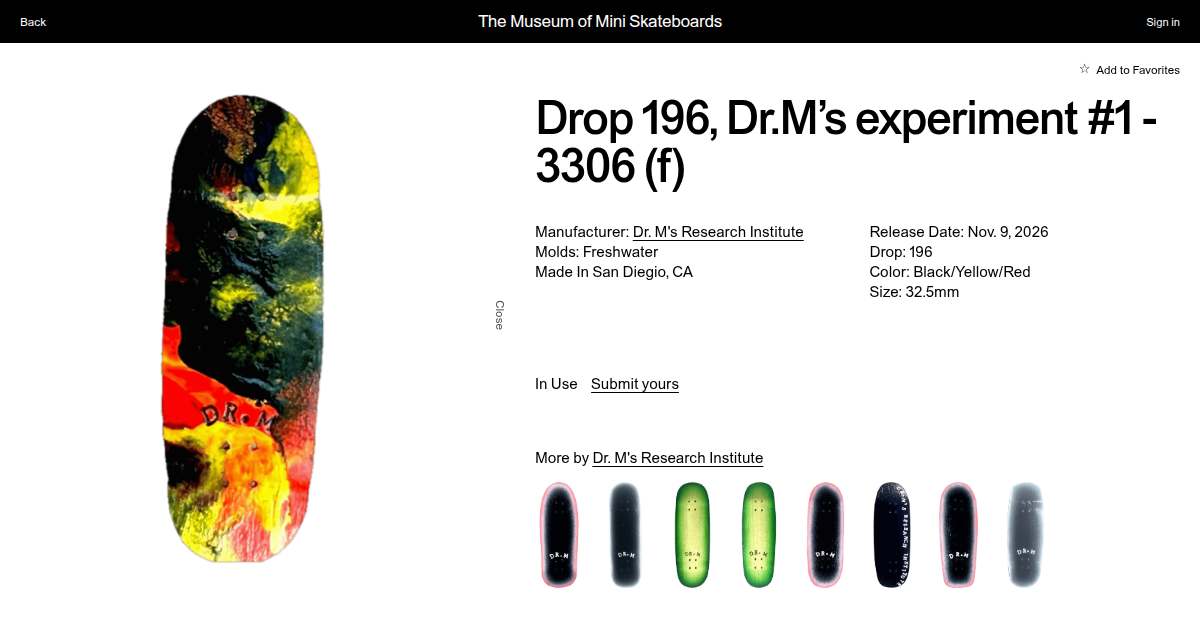 Back
The Museum of Mini Skateboards
Sign in
☆ Add to Favorites
Drop 196, Dr.M’s experiment #1 -
3306 (f)
Manufacturer: Dr. M's Research Institute
Molds: Freshwater
Made In San Diegio, CA
Release Date: Nov. 9, 2026
Drop: 196
Color: Black/Yellow/Red
Size: 32.5mm
Close
DR•M
In Use Submit yours
More by Dr. M's Research Institute
DR•M
DR•M
DR•M
DR•M
DR•M
DR•M
DR•M